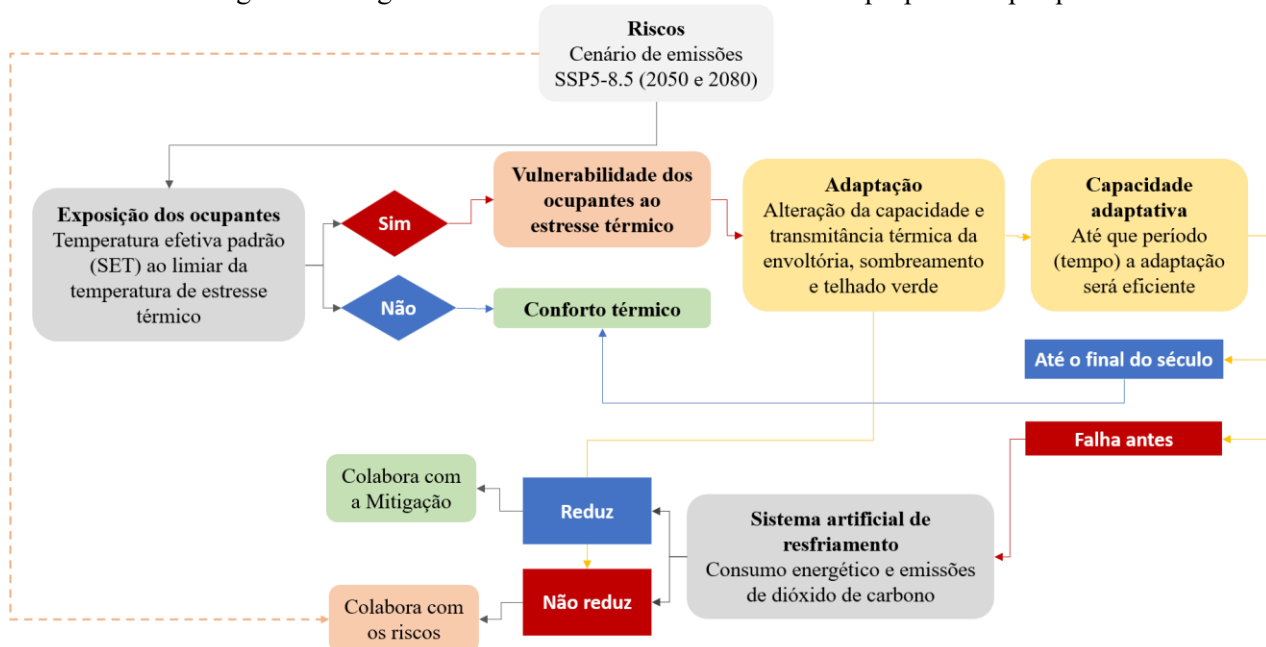 Riscos
Cenário de emissões
SSP5-8.5 (2050 e 2080)
Exposição dos ocupantes
Temperatura efetiva padrão
(SET) ao limiar da
temperatura de estresse
térmico
Sim
Não
Vulnerabilidade dos
ocupantes ao
estresse térmico
Conforto térmico
Adaptação
Alteração da capacidade e
transmitância térmica da
envoltória, sombreamento
e telhado verde
Capacidade
adaptativa
Até que período
(tempo) a adaptação
será eficiente
Até o final do século
Falha antes
Colabora com
a Mitigação
Reduz
Sistema artificial de
resfriamento
Consumo energético e emissões
de dióxido de carbono
Não reduz
Colabora com
os riscos